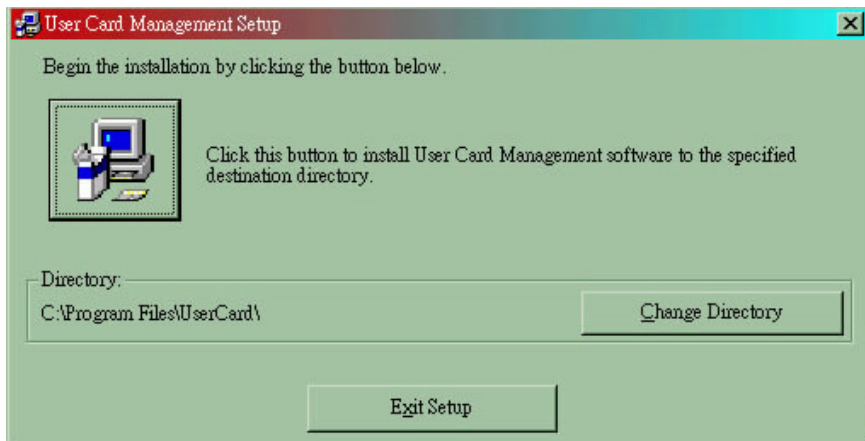 User Card Management Setup
Begin the installation by clicking the button below.
Click this button to install User Card Management software to the specified
destination directory.
Directory:
C:\Program Files\UserCard\
Change Directory
Exit Setup